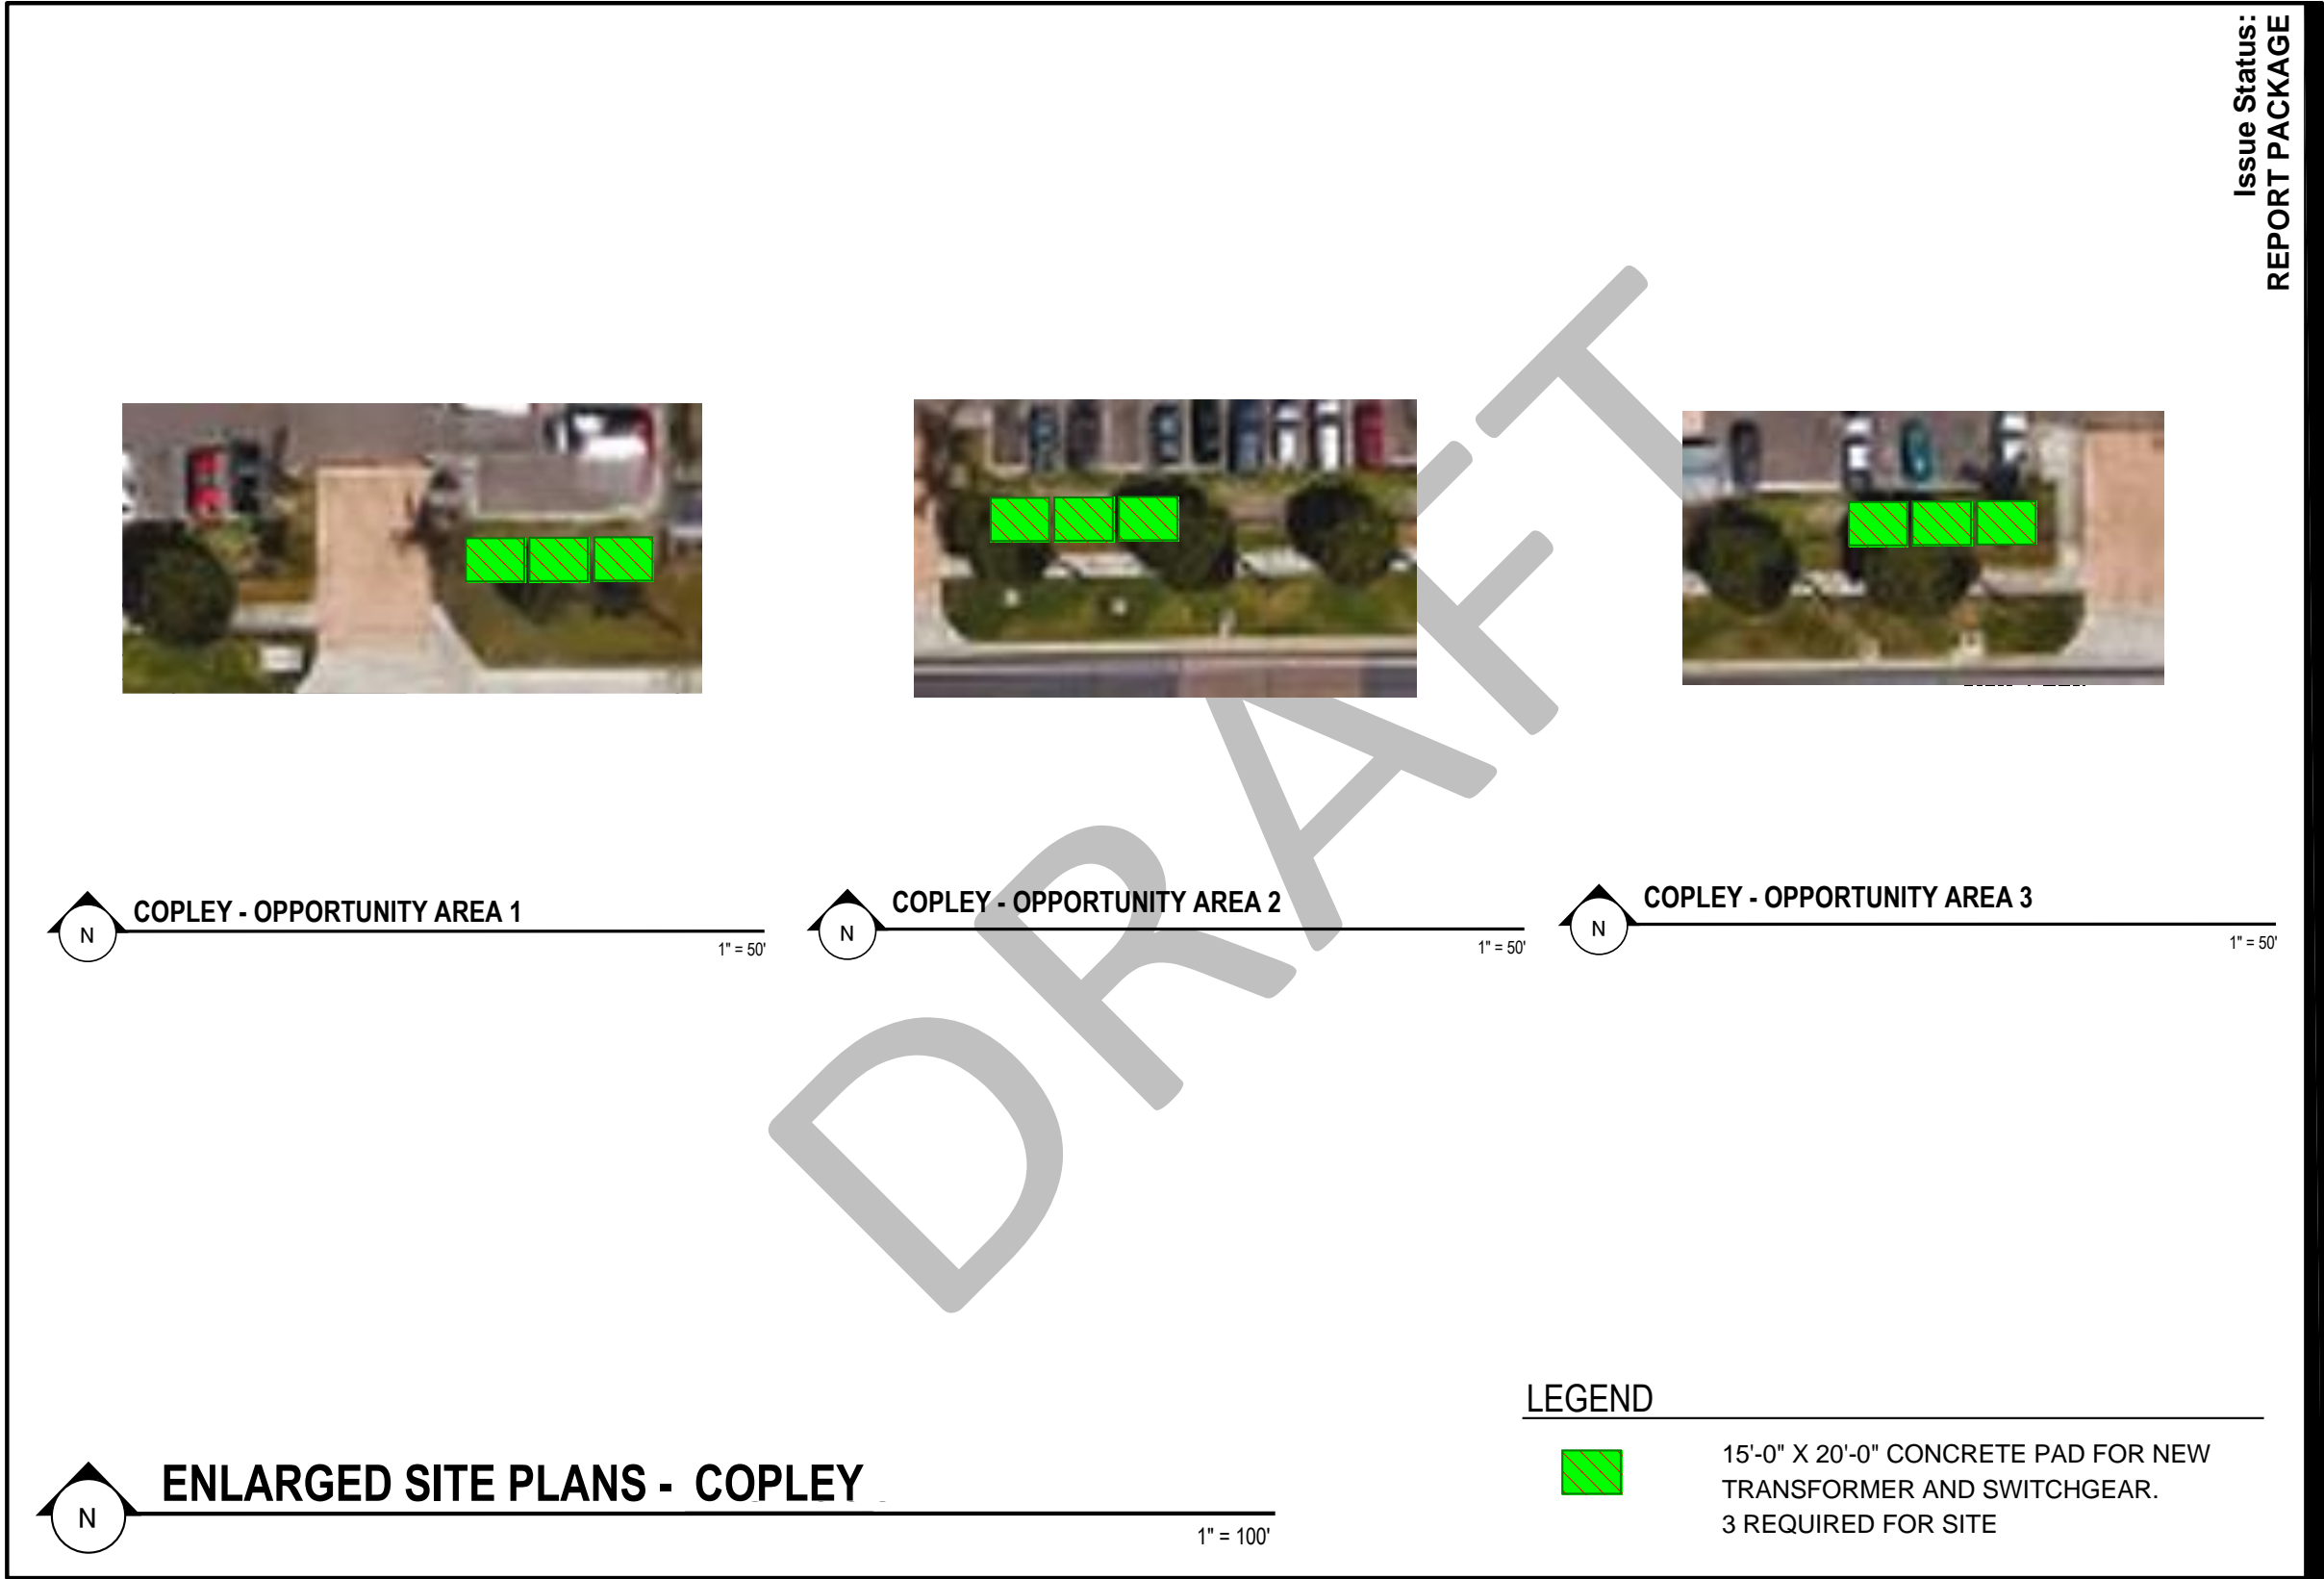 Issue Status:
REPORT PACKAGE
DRAFT
N
COPLEY - OPPORTUNITY AREA 1
1" = 50'
N
COPLEY - OPPORTUNITY AREA 2
1" = 50'
N
COPLEY - OPPORTUNITY AREA 3
1" = 50'
LEGEND
15'-0" X 20'-0" CONCRETE PAD FOR NEW
TRANSFORMER AND SWITCHGEAR.
3 REQUIRED FOR SITE
N
ENLARGED SITE PLANS - COPLEY
1" = 100'